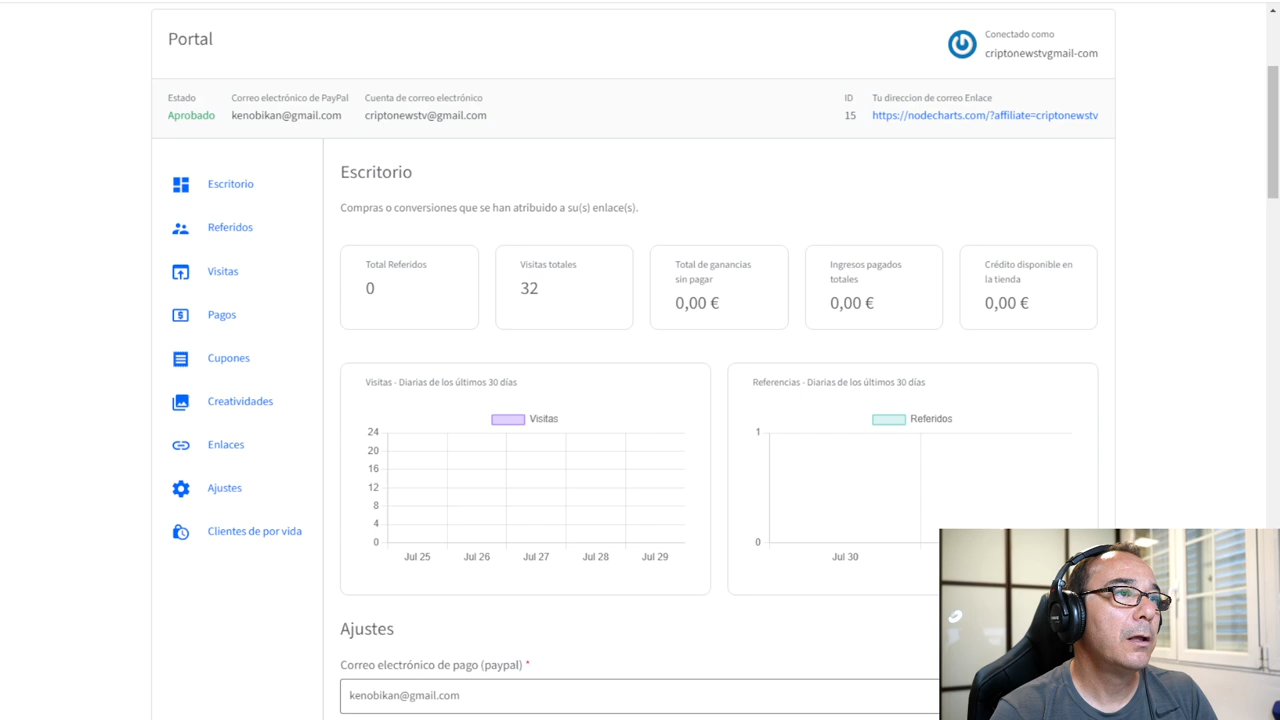 Portal
Conectado como
criptonewstvgmail-com
Estado
Correo electrónico de PayPal
Cuenta de correo electrónico
ID
Tu direccion de correo Enlace
Aprobado
kenobikan@gmail.com
criptonewstv@gmail.com
15
https://nodecharts.com/?affiliate=criptonewstv
Escritorio
Referidos
Visitas
Pagos
Cupones
Creatividades
Enlaces
Ajustes
Clientes de por vida
Escritorio
Compras o conversiones que se han atribuido a su(s) enlace(s).
Total Referidos
0
Visitas totales
32
Total de ganancias
sin pagar
0,00 €
Ingresos pagados
totales
0,00 €
Crédito disponible en
la tienda
0,00 €
Visitas - Diarias de los últimos 30 días
Visitas
24
20
16
12
8
4
0
Jul 25
Jul 26
Jul 27
Jul 28
Jul 29
Referencias - Diarias de los últimos 30 días
Referidos
1
0
Jul 30
Ajustes
Correo electrónico de pago (paypal) *
kenobikan@gmail.com